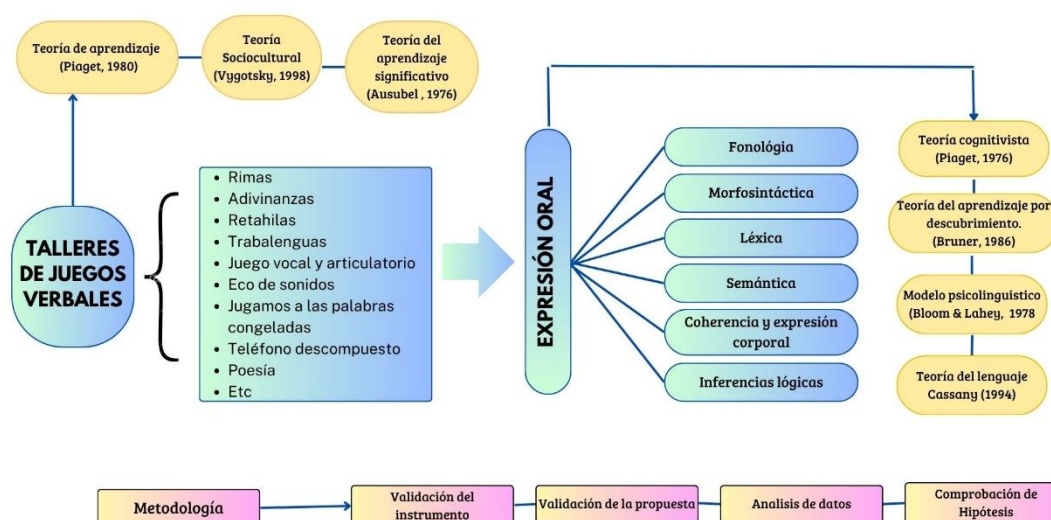 Teoría de aprendizaje
(Piaget, 1980)
Teoría
Sociocultural
(Vygotsky, 1998)
Teoría del
aprendizaje
significativo
(Ausubel , 1976)
TALLERES
DE JUEGOS
VERBALES
Rimas
Adivinanzas
Retahilas
Trabalenguas
Juego vocal y articulatorio
Eco de sonidos
Jugamos a las palabras
congeladas
Teléfono descompuesto
Poesía
Etc
EXPRESIÓN ORAL
Fonológia
Morfosintáctica
Léxica
Semántica
Coherencia y expresión
corporal
Inferencias lógicas
Teoría cognitivista
(Piaget, 1976)
Teoría del aprendizaje por
descubrimiento.
(Bruner, 1986)
Modelo psicolinguistico
(Bloom & Lahey, 1978
Teoría del lenguaje
Cassany (1994)
Metodología
Validación del
instrumento
Validación de la propuesta
Analisis de datos
Comprobación de
Hipótesis